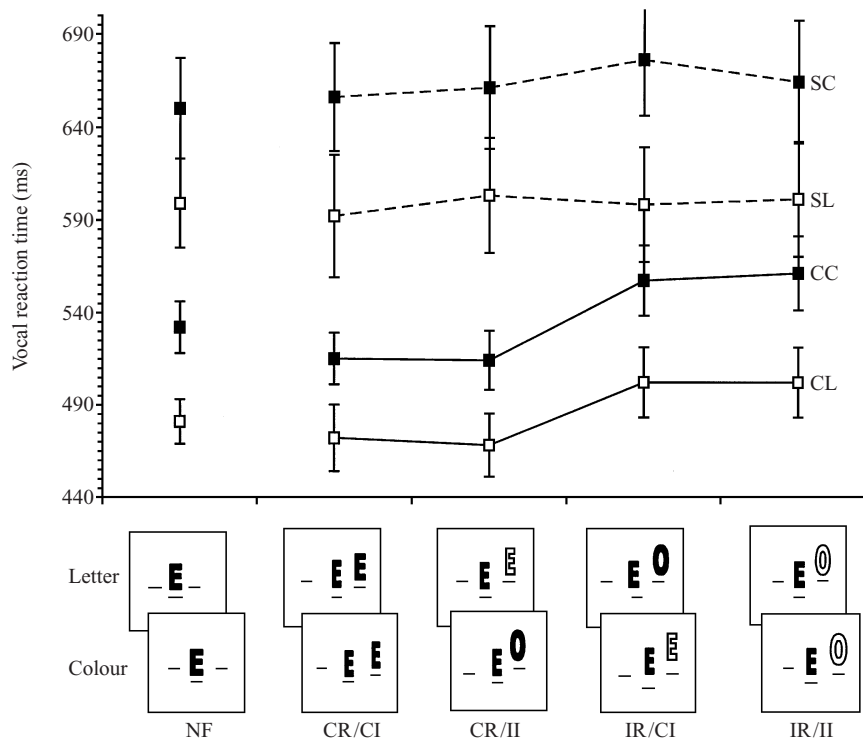 690
640
590
540
490
440
Vocal reaction time (ms)
SC
SL
CC
CL
Letter
E
E E
E E
E O
E O
Colour
E
E E
E O
E E
E O
NF
CR/CI
CR/II
IR/CI
IR/II